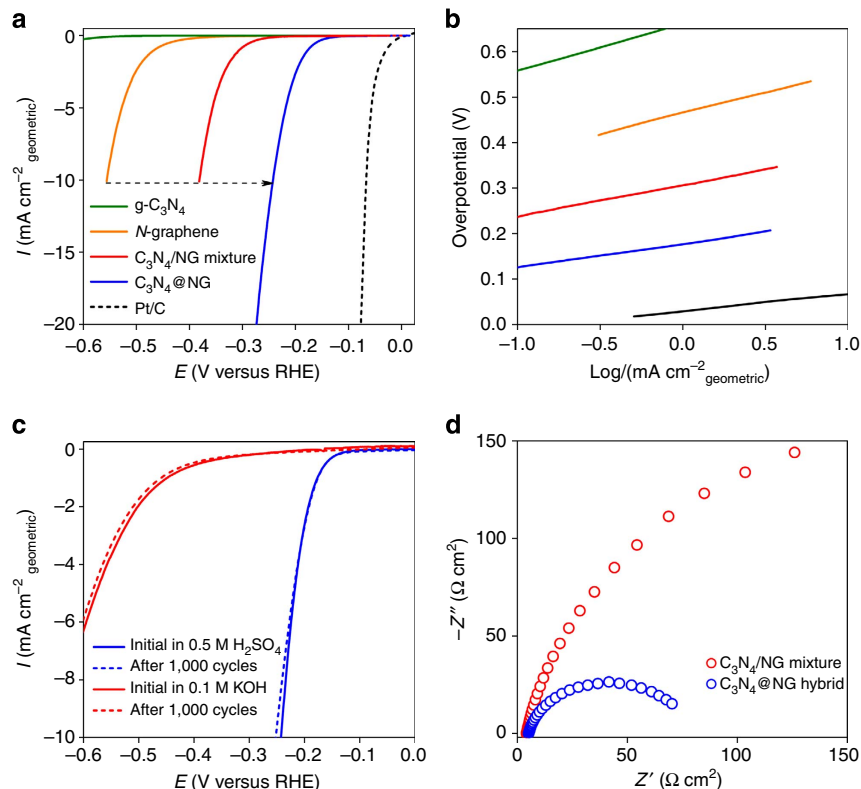 a
0
−5
−10
−15
−20
I (mA cm⁻² geometric)
g-C₃N₄
N-graphene
C₃N₄/NG mixture
C₃N₄@NG
Pt/C
−0.6 −0.5 −0.4 −0.3 −0.2 −0.1 0.0
E (V versus RHE)
b
0.6
0.5
0.4
0.3
0.2
0.1
0.0
Overpotential (V)
−1.0 −0.5 0.0 0.5 1.0
Log/(mA cm⁻² geometric)
c
0
−2
−4
−6
−8
−10
I (mA cm⁻² geometric)
Initial in 0.5 M H₂SO₄
After 1,000 cycles
Initial in 0.1 M KOH
After 1,000 cycles
−0.6 −0.4 −0.2 0.0
E (V versus RHE)
d
150
100
50
0
−Z″ (Ω cm²)
C₃N₄/NG mixture
C₃N₄@NG hybrid
0 50 100 150
Z′ (Ω cm²)